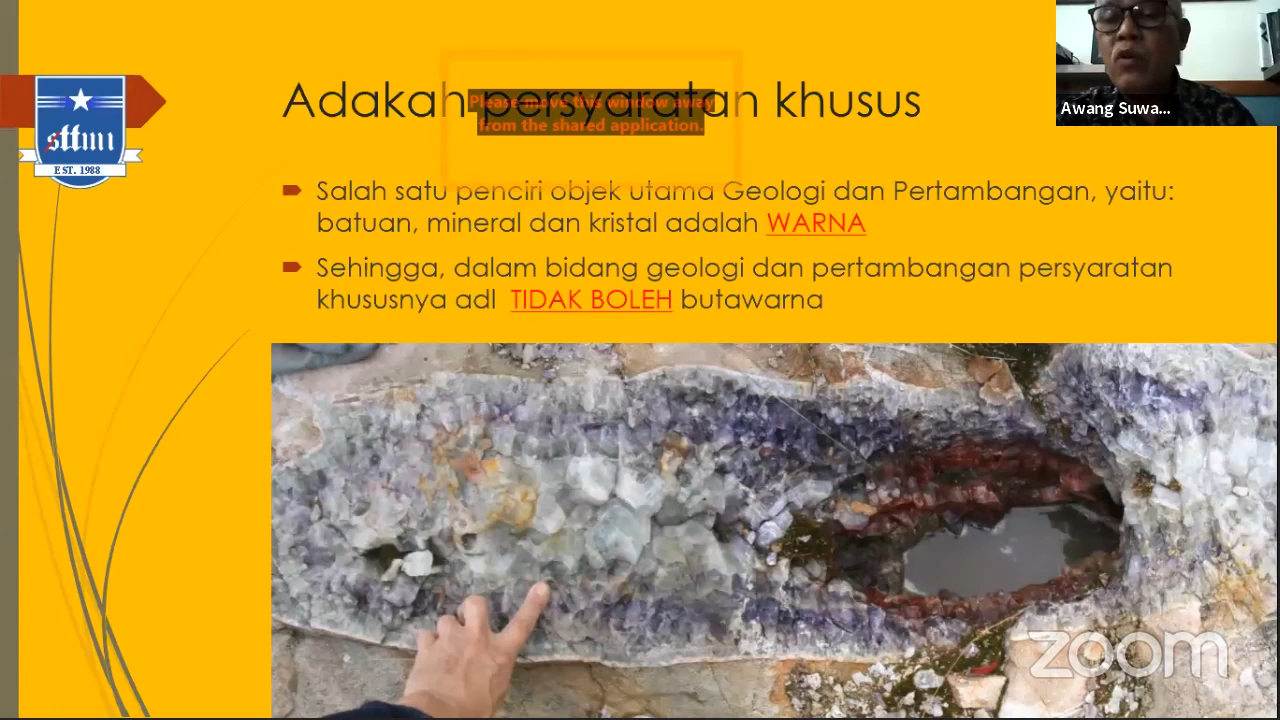 Adakah persyaratan khusus
Please move this window away
from the shared application.
Awang Suwa...
sttmi
EST. 1988
Salah satu penciri objek utama Geologi dan Pertambangan, yaitu:
batuan, mineral dan kristal adalah WARNA
Sehingga, dalam bidang geologi dan pertambangan persyaratan
khususnya adl TIDAK BOLEH butawarna
zoom